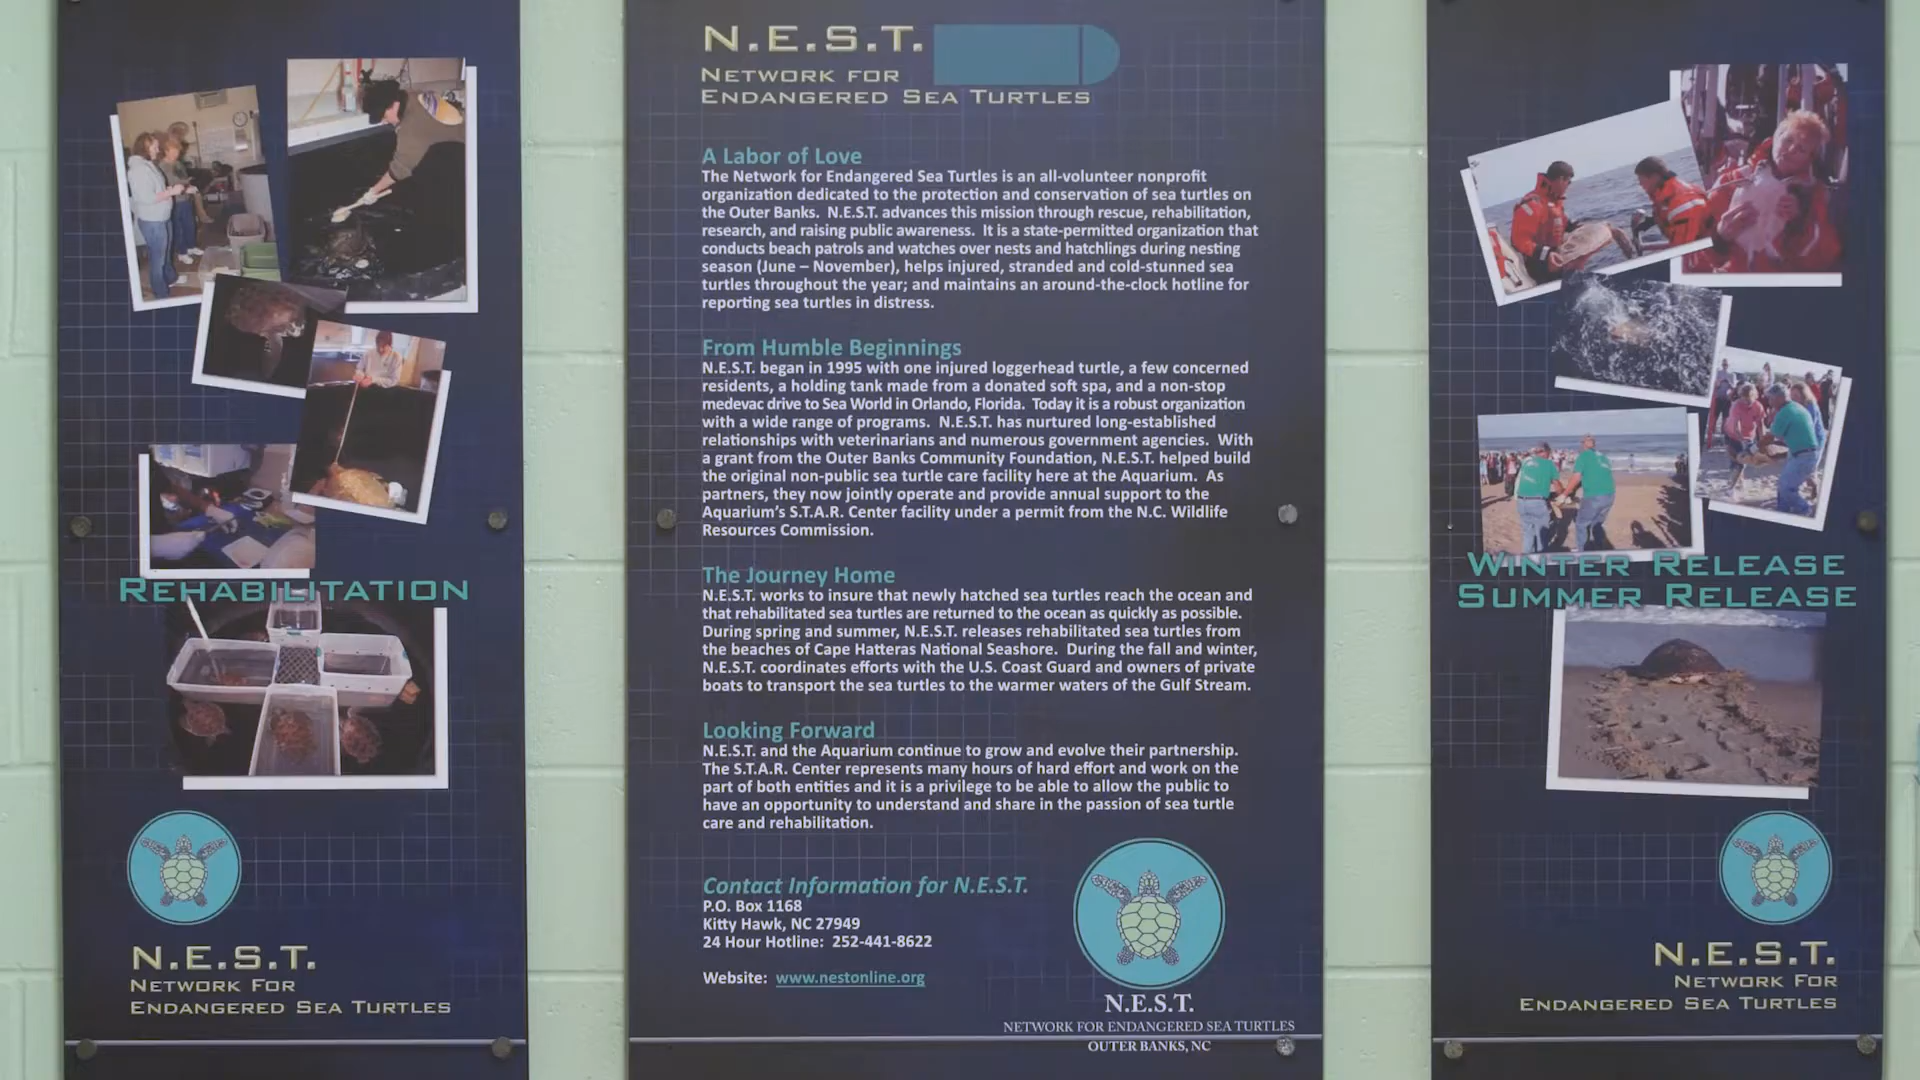 REHABILITATION
N.E.S.T.
NETWORK FOR
ENDANGERED SEA TURTLES
N.E.S.T.
NETWORK FOR
ENDANGERED SEA TURTLES
A Labor of Love
The Network for Endangered Sea Turtles is an all-volunteer nonprofit
organization dedicated to the protection and conservation of sea turtles on
the Outer Banks. N.E.S.T. advances this mission through rescue, rehabilitation,
research, and raising public awareness. It is a state-permitted organization that
conducts beach patrols and watches over nests and hatchlings during nesting
season (June – November), helps injured, stranded and cold-stunned sea
turtles throughout the year; and maintains an around-the-clock hotline for
reporting sea turtles in distress.
From Humble Beginnings
N.E.S.T. began in 1995 with one injured loggerhead turtle, a few concerned
residents, a holding tank made from a donated soft spa, and a non-stop
medevac drive to Sea World in Orlando, Florida. Today it is a robust organization
with a wide range of programs. N.E.S.T. has nurtured long-established
relationships with veterinarians and numerous government agencies. With
a grant from the Outer Banks Community Foundation, N.E.S.T. helped build
the original non-public sea turtle care facility here at the Aquarium. As
partners, they now jointly operate and provide annual support to the
Aquarium's S.T.A.R. Center facility under a permit from the N.C. Wildlife
Resources Commission.
The Journey Home
N.E.S.T. works to insure that newly hatched sea turtles reach the ocean and
that rehabilitated sea turtles are returned to the ocean as quickly as possible.
During spring and summer, N.E.S.T. releases rehabilitated sea turtles from
the beaches of Cape Hatteras National Seashore. During the fall and winter,
N.E.S.T. coordinates efforts with the U.S. Coast Guard and owners of private
boats to transport the sea turtles to the warmer waters of the Gulf Stream.
Looking Forward
N.E.S.T. and the Aquarium continue to grow and evolve their partnership.
The S.T.A.R. Center represents many hours of hard effort and work on the
part of both entities and it is a privilege to be able to allow the public to
have an opportunity to understand and share in the passion of sea turtle
care and rehabilitation.
Contact Information for N.E.S.T.
P.O. Box 1168
Kitty Hawk, NC 27949
24 Hour Hotline: 252-441-8622
Website: www.nestonline.org
N.E.S.T.
NETWORK FOR ENDANGERED SEA TURTLES
OUTER BANKS, NC
WINTER RELEASE
SUMMER RELEASE
N.E.S.T.
NETWORK FOR
ENDANGERED SEA TURTLES